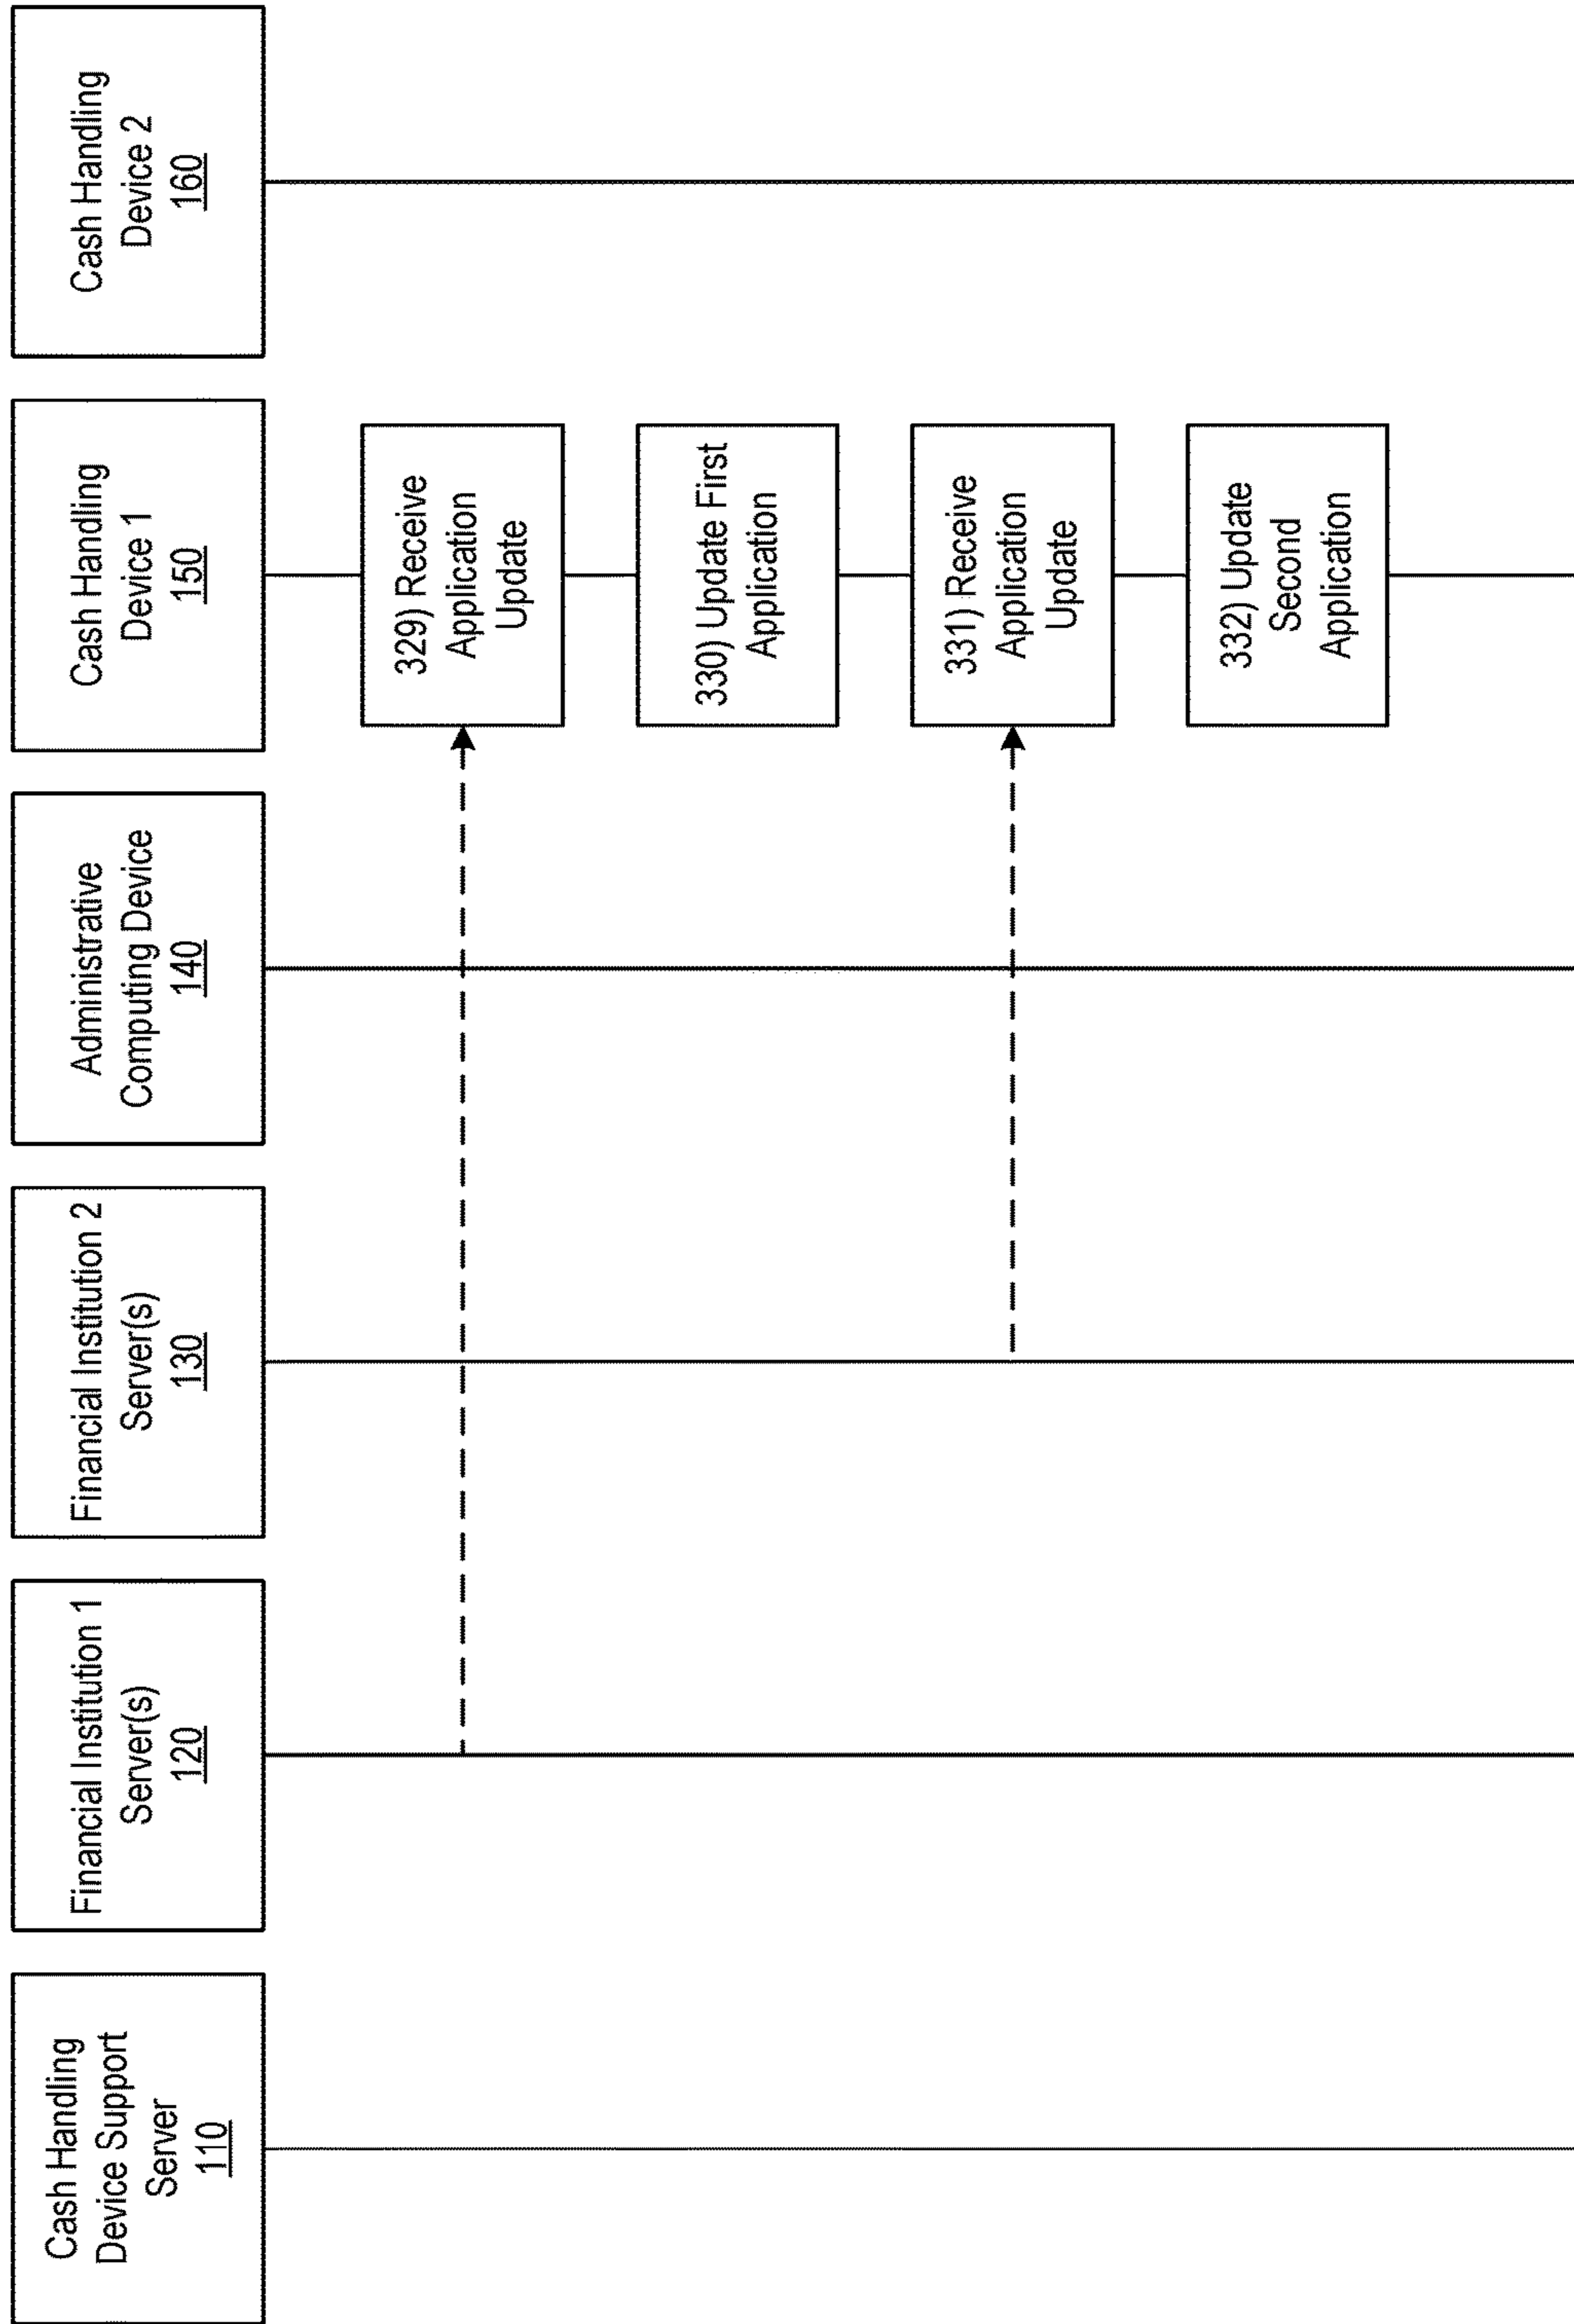 Cash Handling
Device Support
Server
110
Financial Institution 1
Server(s)
120
Financial Institution 2
Server(s)
130
Administrative
Computing Device
140
Cash Handling
Device 1
150
Cash Handling
Device 2
160
329) Receive
Application
Update
330) Update First
Application
331) Receive
Application
Update
332) Update
Second
Application